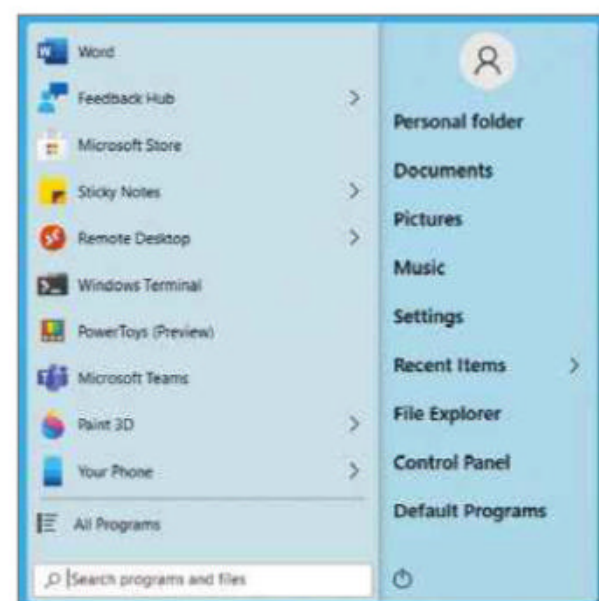 Word
Feedback Hub
Microsoft Store
Sticky Notes
Remote Desktop
Windows Terminal
PowerToys (Preview)
Microsoft Teams
Paint 3D
Your Phone
All Programs
Search programs and files
Personal folder
Documents
Pictures
Music
Settings
Recent Items
File Explorer
Control Panel
Default Programs